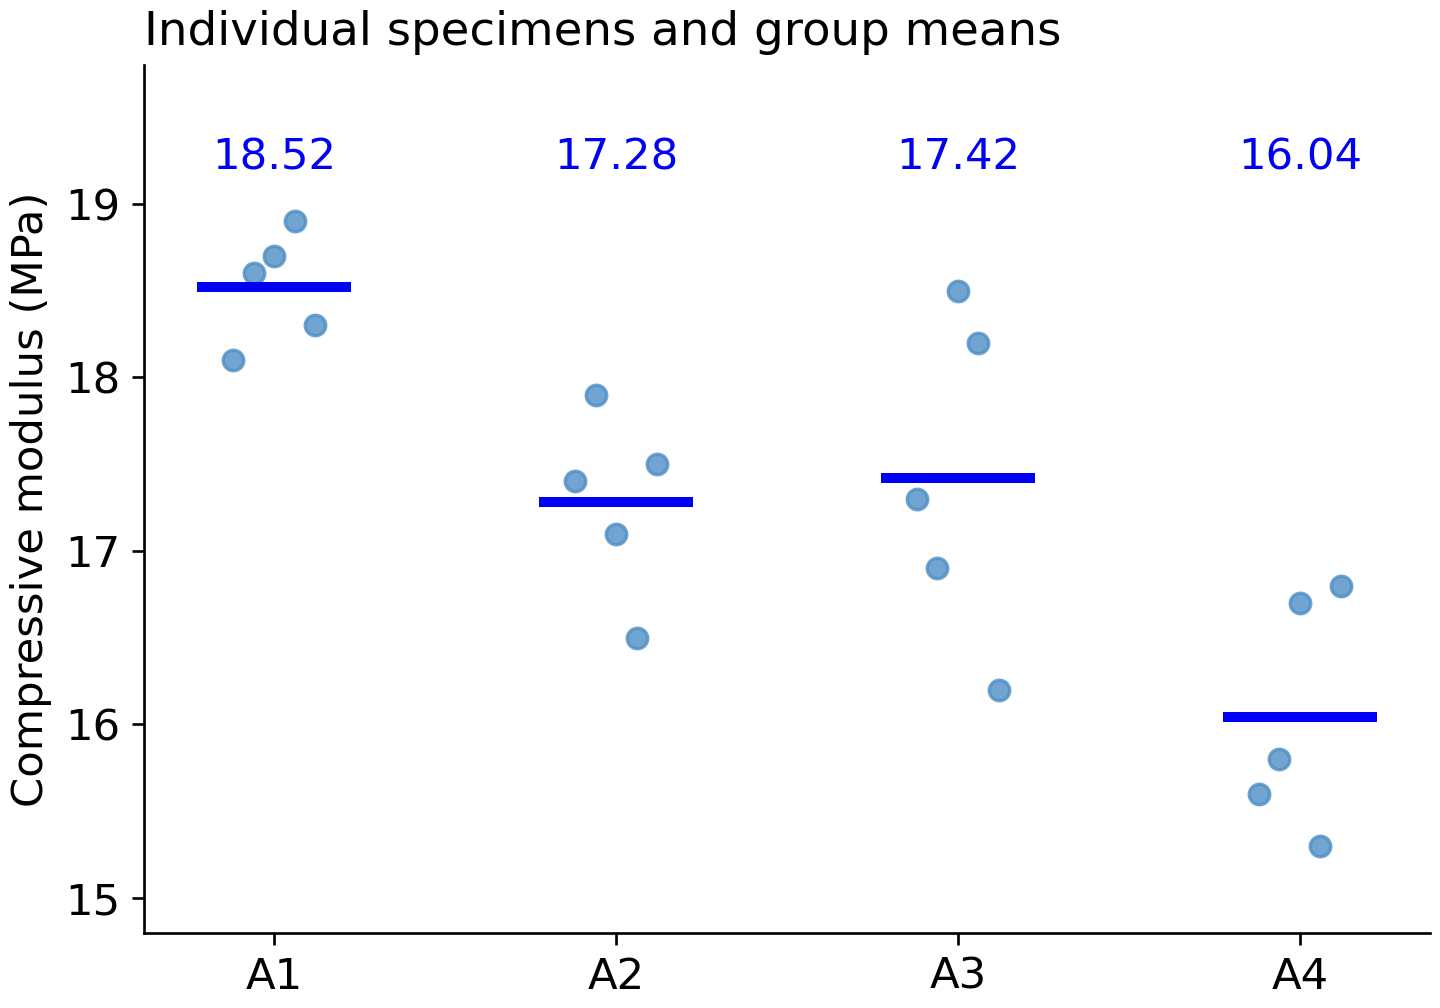 Individual specimens and group means
18.52 17.28 17.42 16.04
Compressive modulus (MPa)
19
18
17
16
15
A1 A2 A3 A4